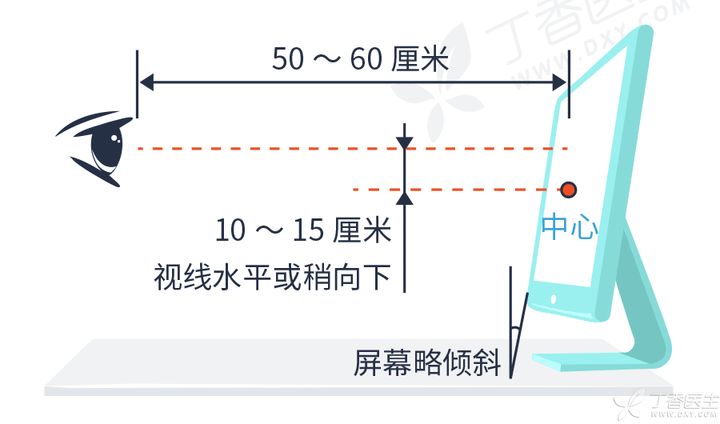 丁香医生
WWW.DXY.COM
50 ～ 60 厘米
中心
10 ～ 15 厘米
视线水平或稍向下
屏幕略倾斜
丁香医生
WWW.DXY.COM